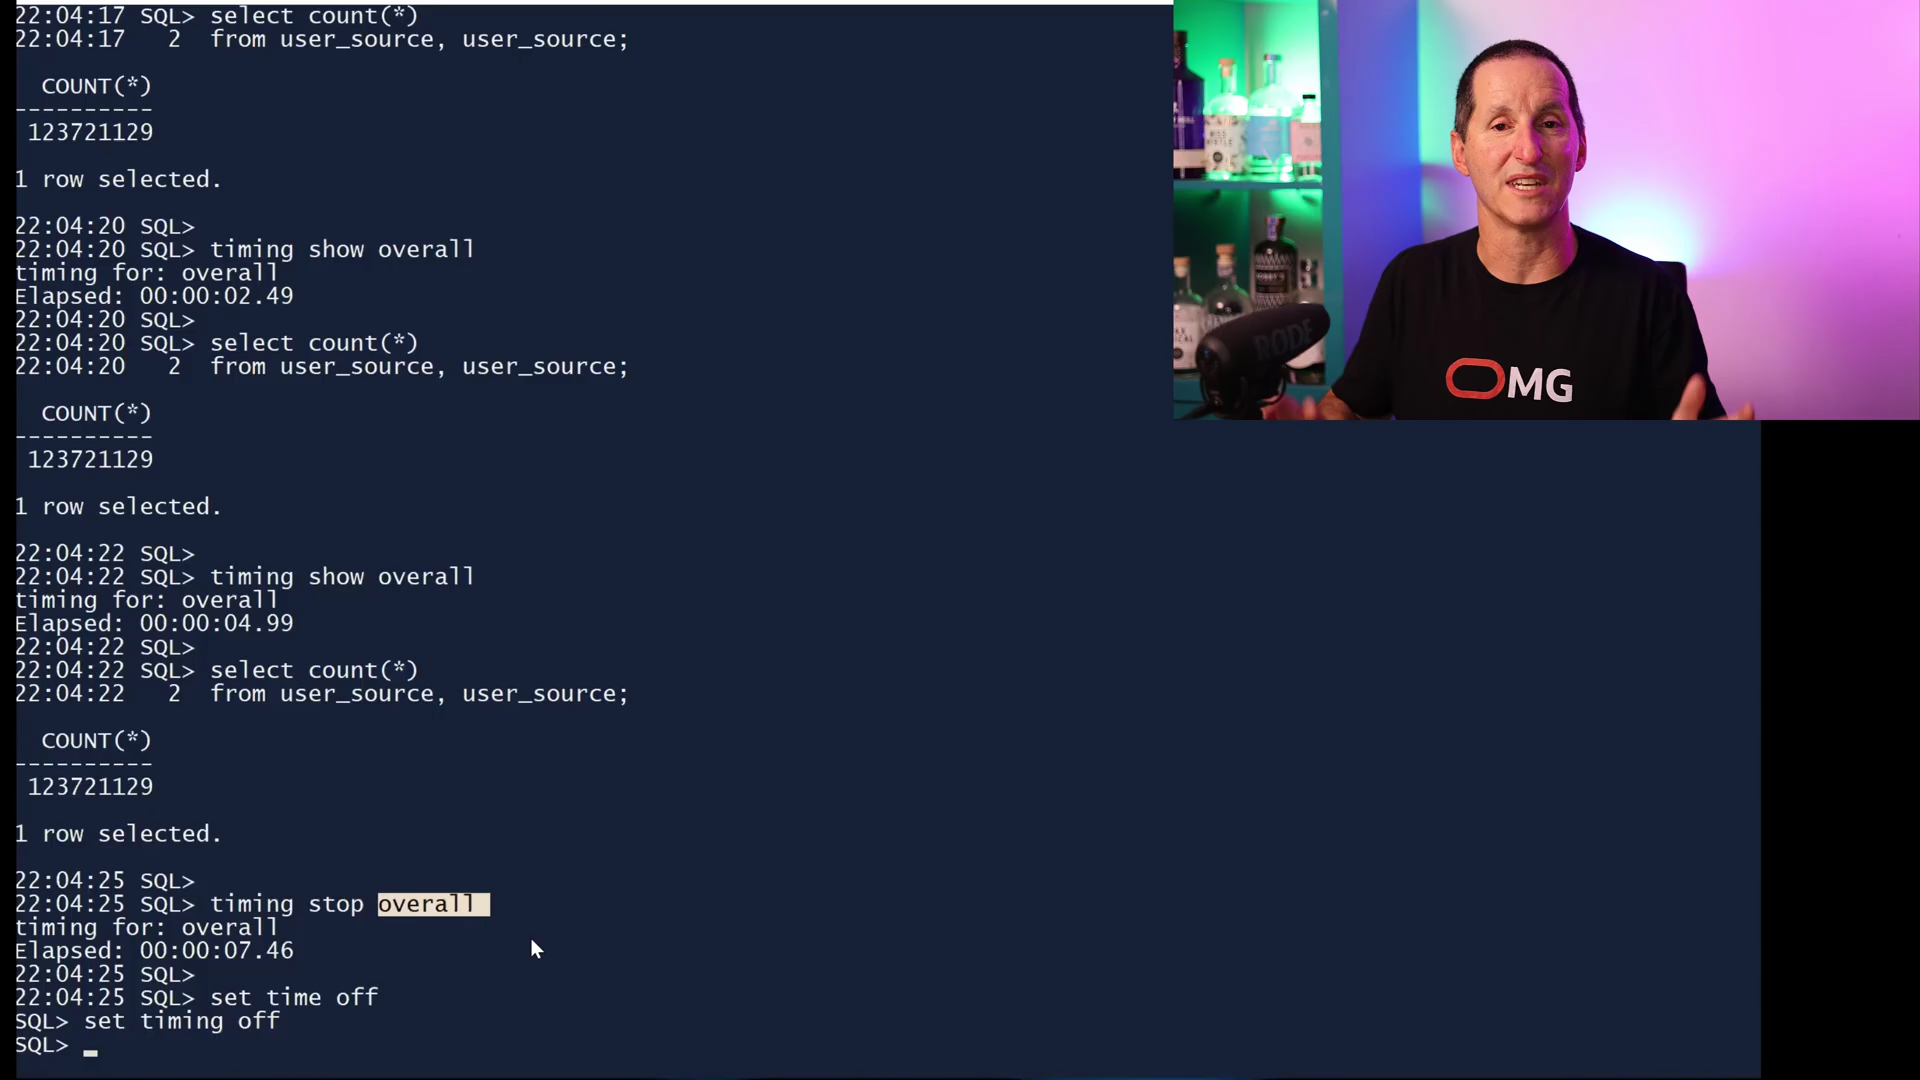 22:04:17 SQL> select count(*)
22:04:17   2  from user_source, user_source;
  COUNT(*)
----------
 123721129
1 row selected.
22:04:20 SQL>
22:04:20 SQL> timing show overall
timing for: overall
Elapsed: 00:00:02.49
22:04:20 SQL>
22:04:20 SQL> select count(*)
22:04:20   2  from user_source, user_source;
  COUNT(*)
----------
 123721129
1 row selected.
22:04:22 SQL>
22:04:22 SQL> timing show overall
timing for: overall
Elapsed: 00:00:04.99
22:04:22 SQL>
22:04:22 SQL> select count(*)
22:04:22   2  from user_source, user_source;
  COUNT(*)
----------
 123721129
1 row selected.
22:04:25 SQL>
22:04:25 SQL> timing stop overall
timing for: overall
Elapsed: 00:00:07.46
22:04:25 SQL>
22:04:25 SQL> set time off
SQL> set timing off
SQL>
RODE
OMG